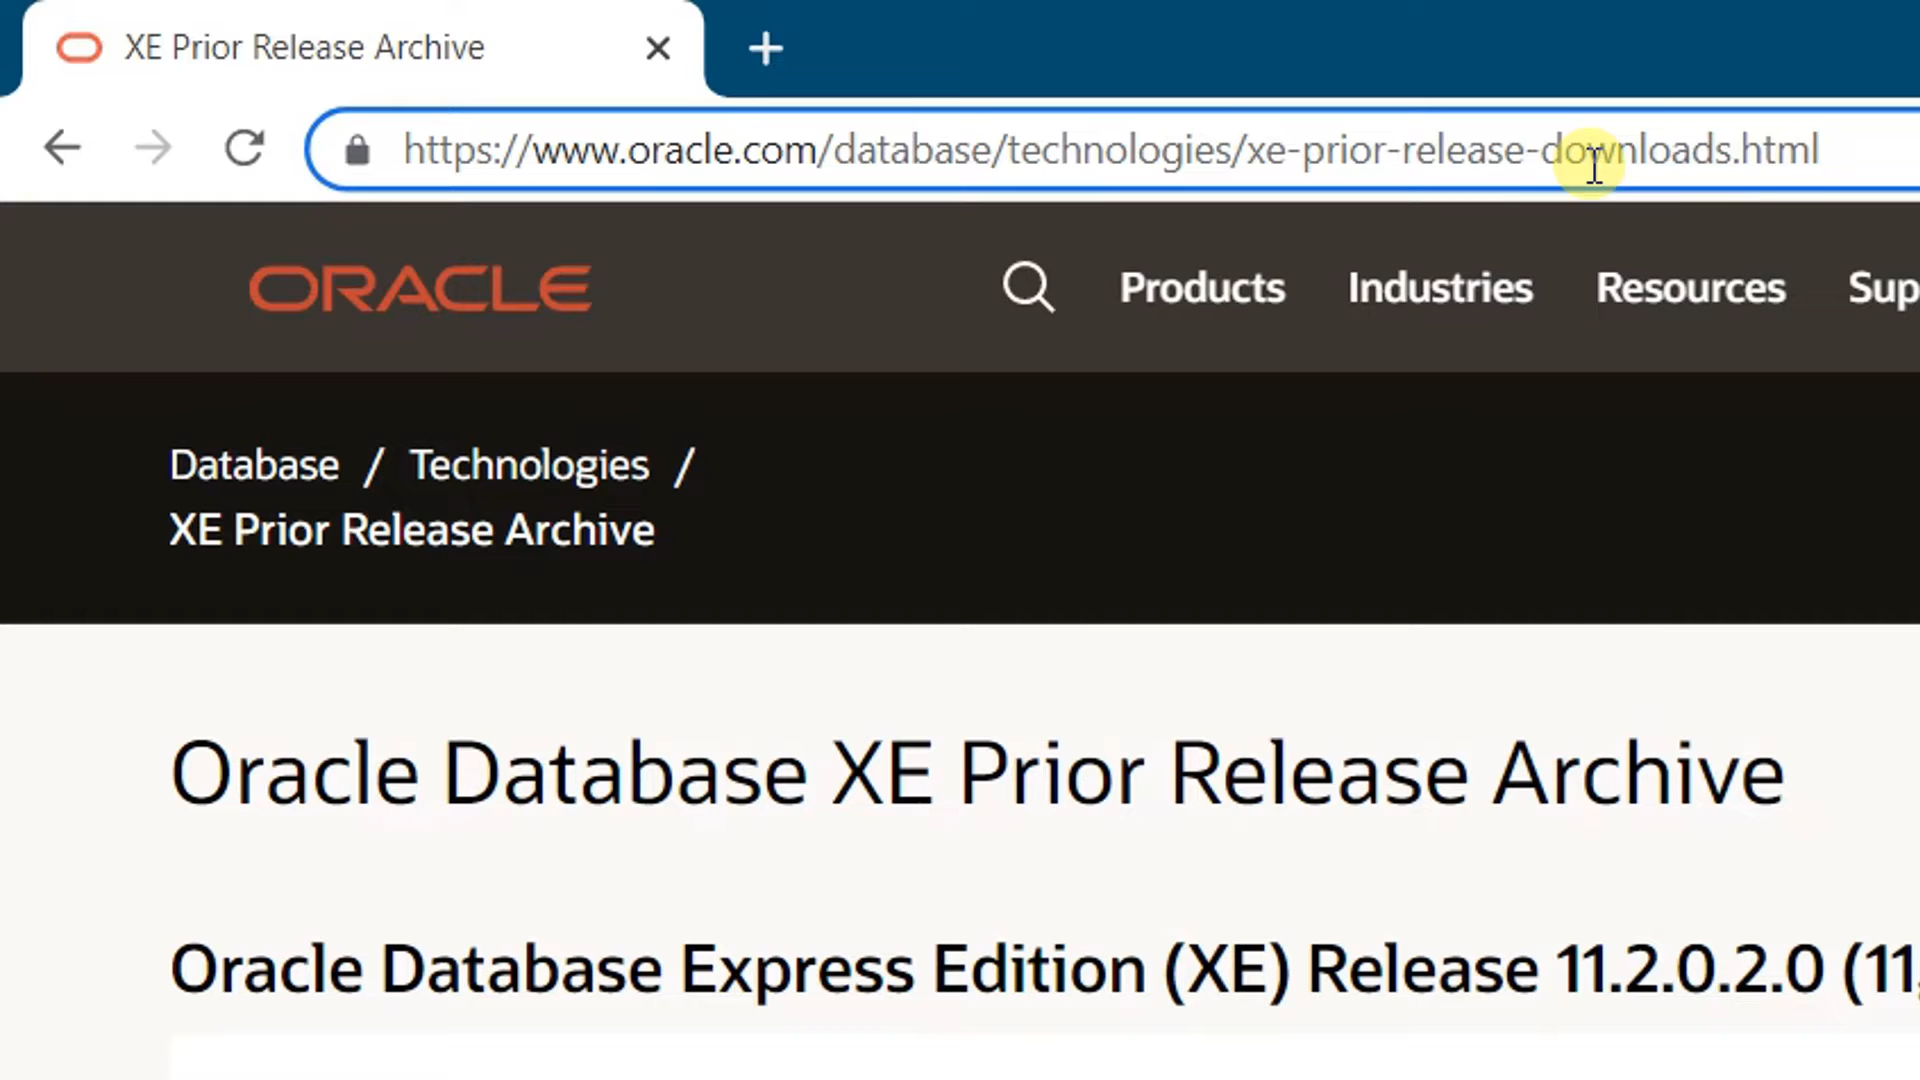 XE Prior Release Archive
https://www.oracle.com/database/technologies/xe-prior-release-downloads.html
ORACLE
Products Industries Resources Sup
Database / Technologies /
XE Prior Release Archive
Oracle Database XE Prior Release Archive
Oracle Database Express Edition (XE) Release 11.2.0.2.0 (11